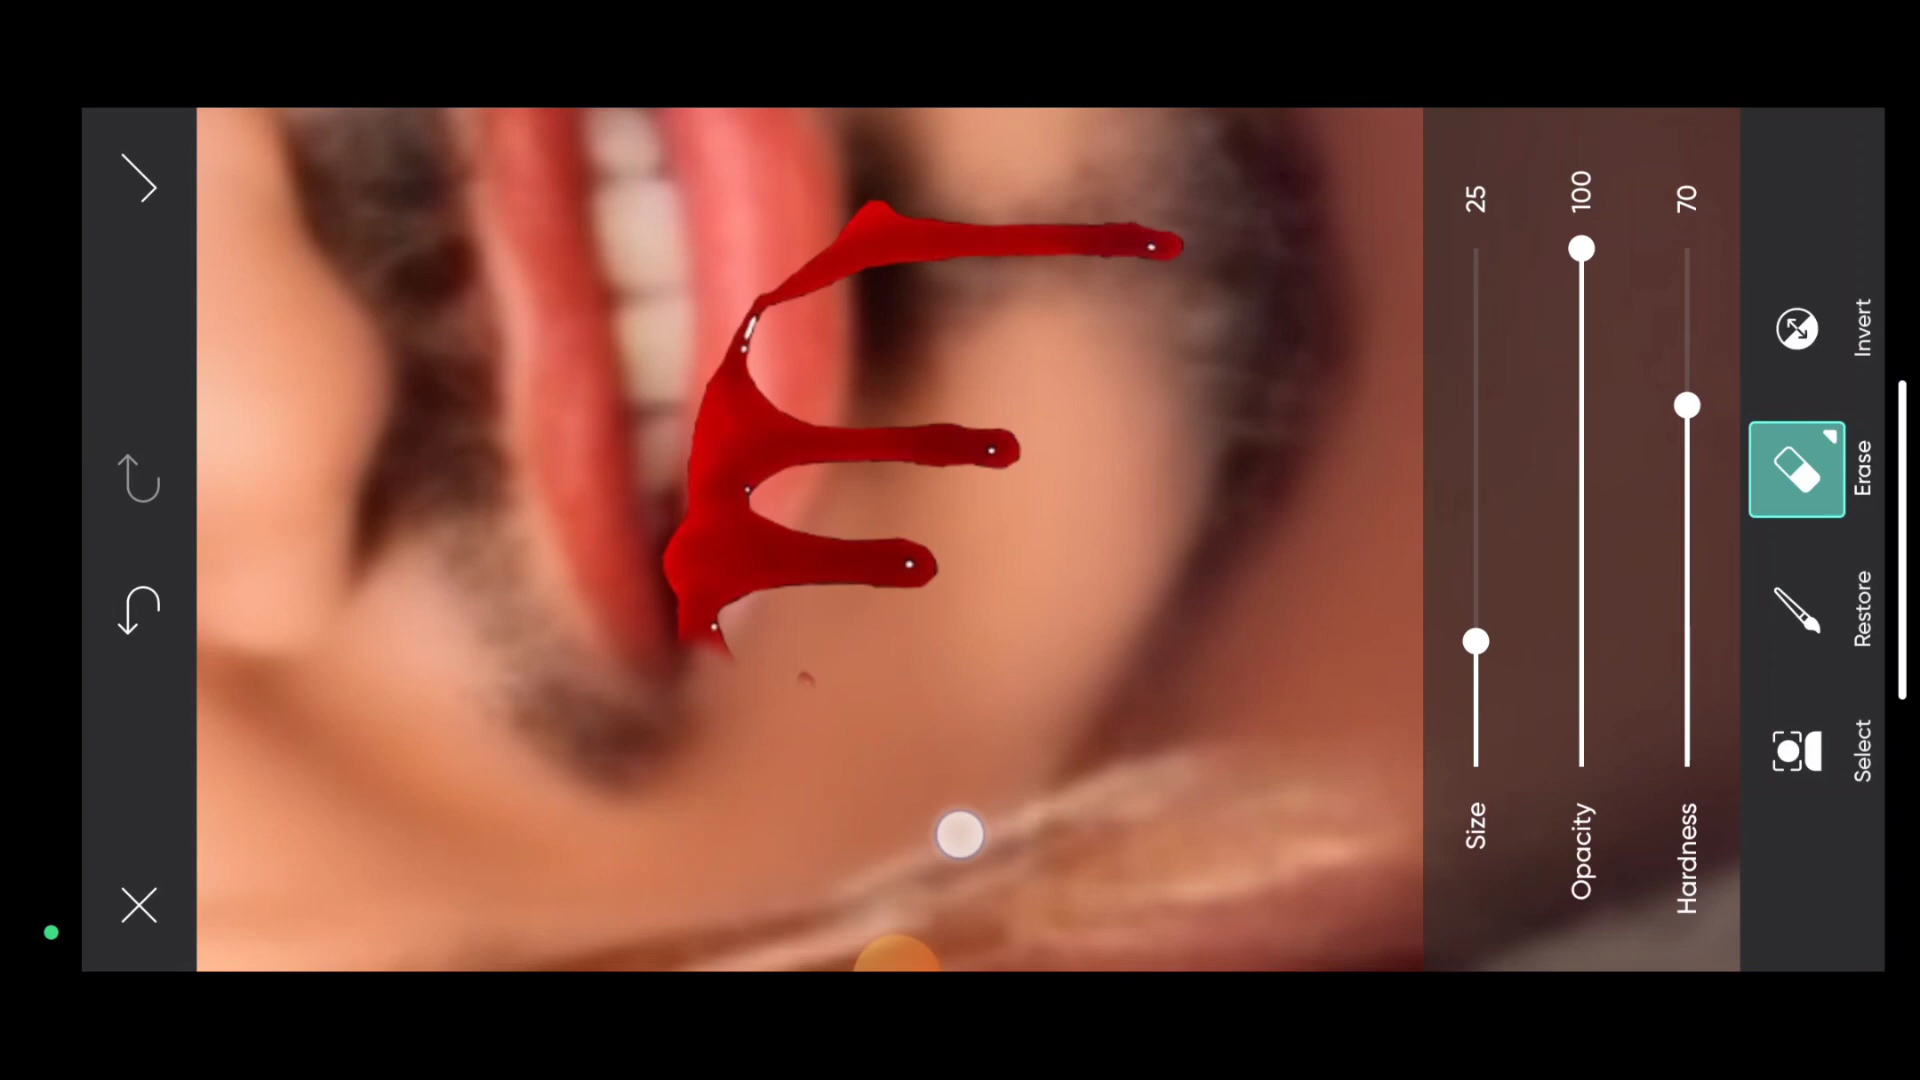 Size 25
Opacity 100
Hardness 70
Select
Restore
Erase
Invert